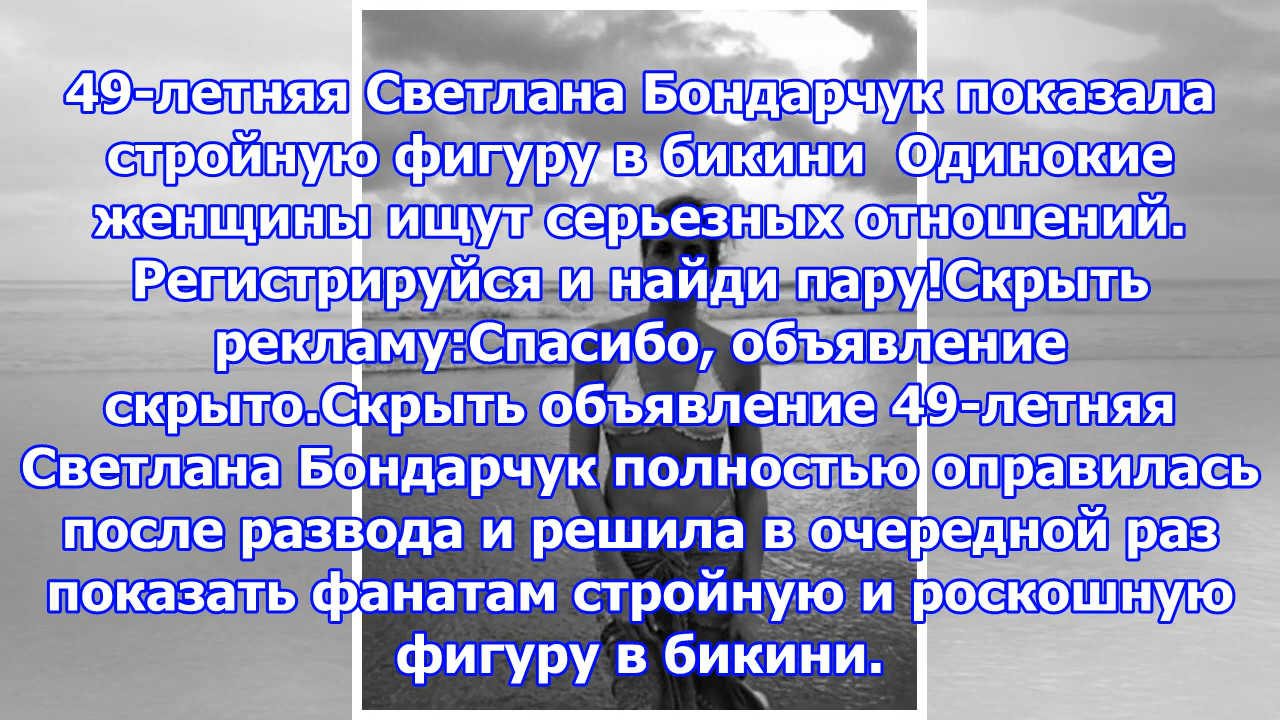 49-летняя Светлана Бондарчук показала
стройную фигуру в бикини  Одинокие
женщины ищут серьезных отношений.
Регистрируйся и найди пару!Скрыть
рекламу:Спасибо, объявление
скрыто.Скрыть объявление 49-летняя
Светлана Бондарчук полностью оправилась
после развода и решила в очередной раз
показать фанатам стройную и роскошную
фигуру в бикини.